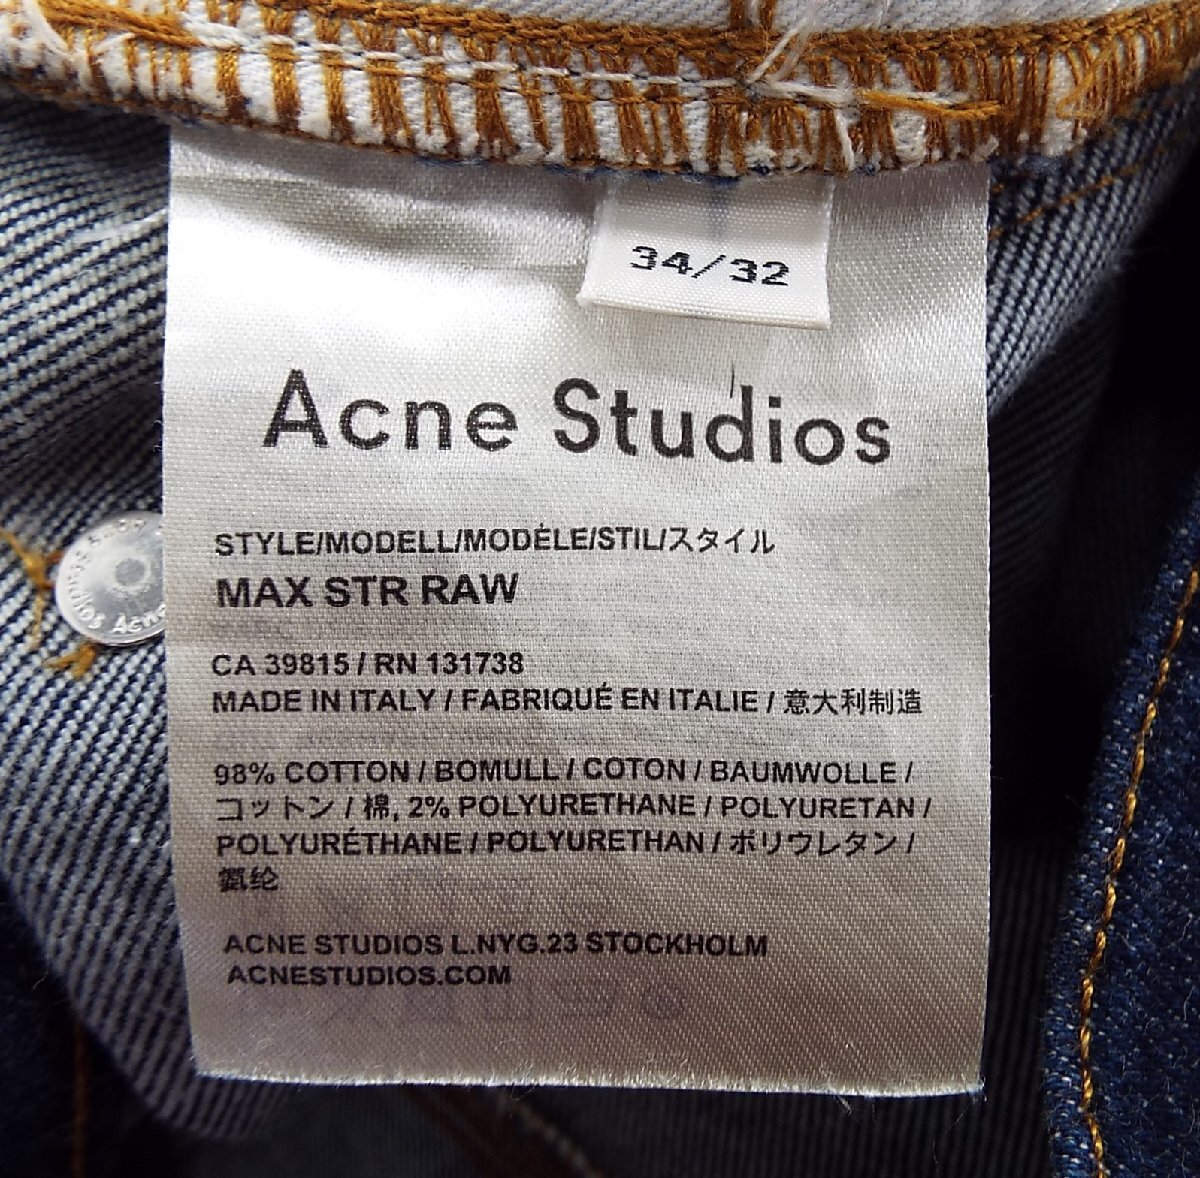 34/32
Acne Studios
STYLE/MODELL/MODÈLE/STIL/スタイル
MAX STR RAW
CA 39815 / RN 131738
MADE IN ITALY / FABRIQUÉ EN ITALIE / 意大利制造
98% COTTON / BOMULL / COTON / BAUMWOLLE /
コットン / 棉, 2% POLYURETHANE / POLYURETAN /
POLYURÉTHANE / POLYURETHAN / ポリウレタン /
氨纶
ACNE STUDIOS L.NYG.23 STOCKHOLM
ACNESTUDIOS.COM
Studios Acne